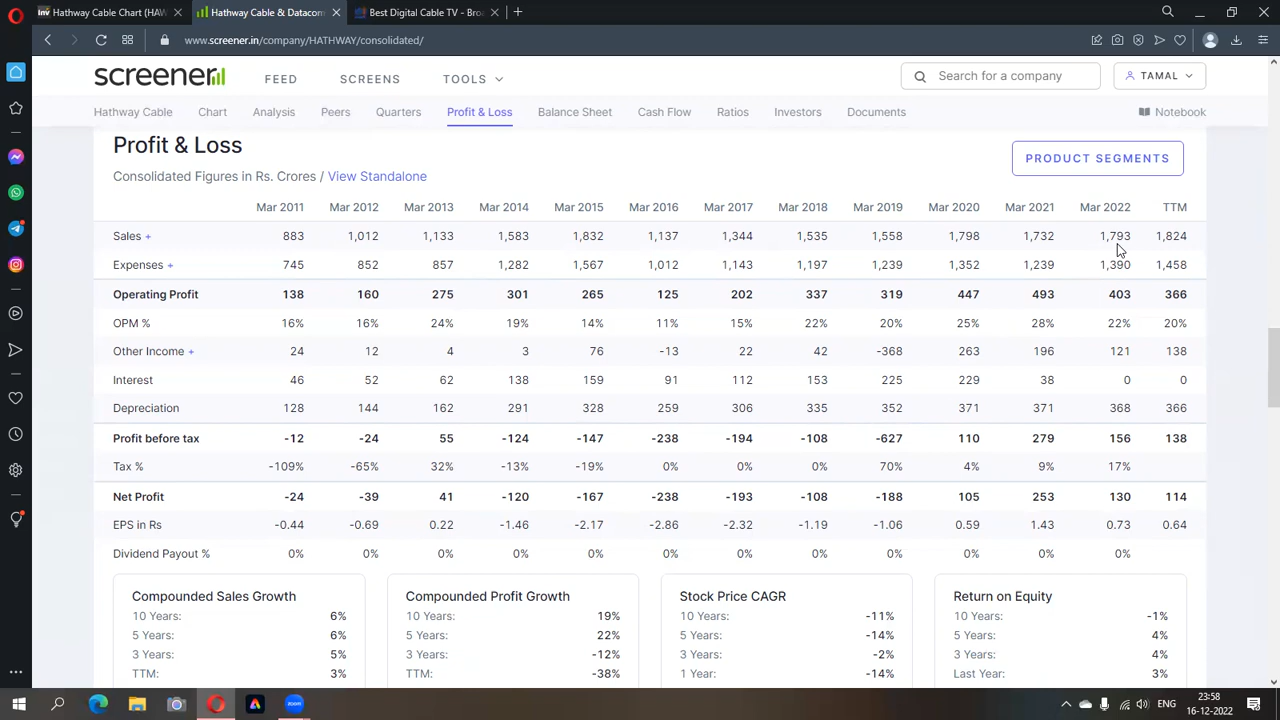 Hathway Cable Chart (HAW
Hathway Cable & Datacom
Best Digital Cable TV - Broa
www.screener.in/company/HATHWAY/consolidated/
screener
FEED SCREENS TOOLS
Search for a company
TAMAL
Hathway Cable Chart Analysis Peers Quarters Profit & Loss Balance Sheet Cash Flow Ratios Investors Documents Notebook
Profit & Loss
PRODUCT SEGMENTS
Consolidated Figures in Rs. Crores / View Standalone
Mar 2011 Mar 2012 Mar 2013 Mar 2014 Mar 2015 Mar 2016 Mar 2017 Mar 2018 Mar 2019 Mar 2020 Mar 2021 Mar 2022 TTM
Sales + 883 1,012 1,133 1,583 1,832 1,137 1,344 1,535 1,558 1,798 1,732 1,793 1,824
Expenses + 745 852 857 1,282 1,567 1,012 1,143 1,197 1,239 1,352 1,239 1,390 1,458
Operating Profit 138 160 275 301 265 125 202 337 319 447 493 403 366
OPM % 16% 16% 24% 19% 14% 11% 15% 22% 20% 25% 28% 22% 20%
Other Income + 24 12 4 3 76 -13 22 42 -368 263 196 121 138
Interest 46 52 62 138 159 91 112 153 225 229 38 0 0
Depreciation 128 144 162 291 328 259 306 335 352 371 371 368 366
Profit before tax -12 -24 55 -124 -147 -238 -194 -108 -627 110 279 156 138
Tax % -109% -65% 32% -13% -19% 0% 0% 0% 70% 4% 9% 17%
Net Profit -24 -39 41 -120 -167 -238 -193 -108 -188 105 253 130 114
EPS in Rs -0.44 -0.69 0.22 -1.46 -2.17 -2.86 -2.32 -1.19 -1.06 0.59 1.43 0.73 0.64
Dividend Payout % 0% 0% 0% 0% 0% 0% 0% 0% 0% 0% 0% 0%
Compounded Sales Growth
10 Years: 6%
5 Years: 6%
3 Years: 5%
TTM: 3%
Compounded Profit Growth
10 Years: 19%
5 Years: 22%
3 Years: -12%
TTM: -38%
Stock Price CAGR
10 Years: -11%
5 Years: -14%
3 Years: -2%
1 Year: -14%
Return on Equity
10 Years: -1%
5 Years: 4%
3 Years: 4%
Last Year: 3%
zoom
23:58
ENG
16-12-2022